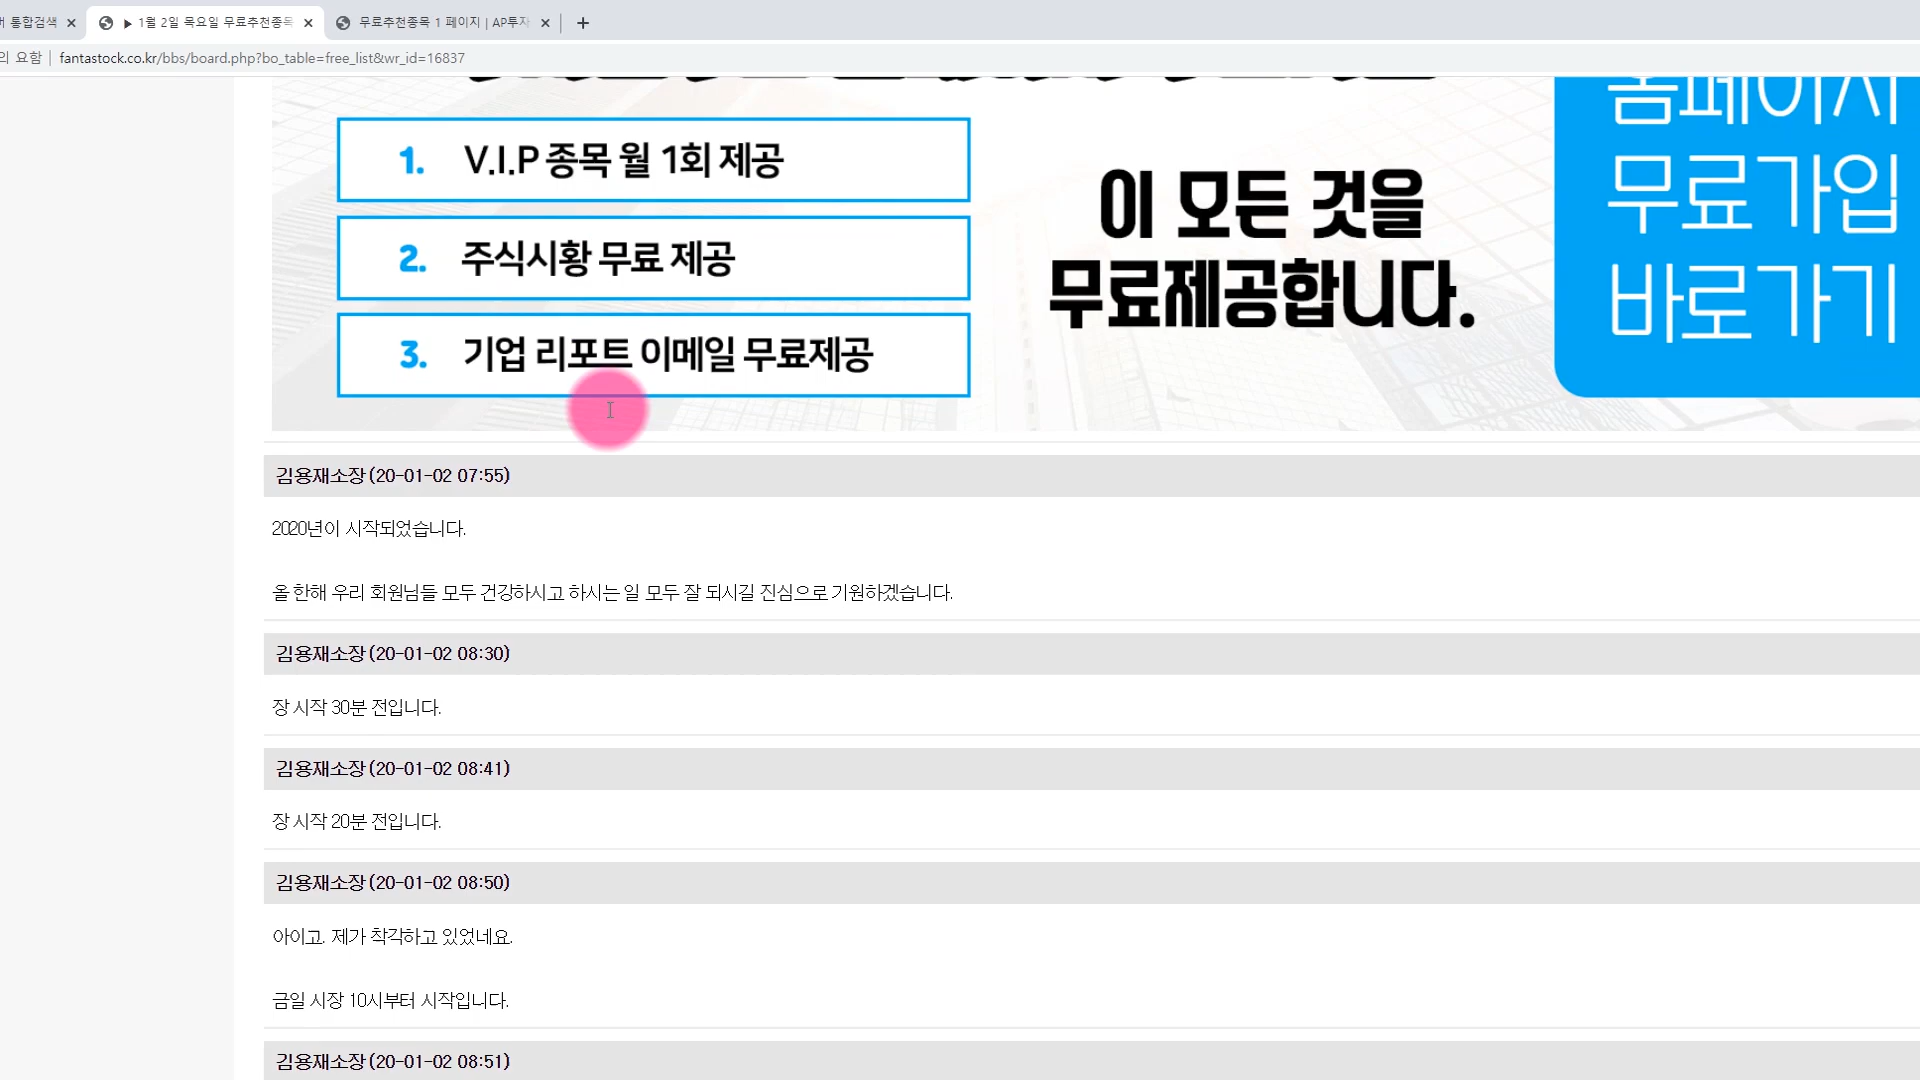 통합검색
▶ 1월 2일 목요일 무료추천종목
무료추천종목 1 페이지 | AP투자
의 요함 | fantastock.co.kr/bbs/board.php?bo_table=free_list&wr_id=16837
1. V.I.P 종목 월 1회 제공
2. 주식시황 무료 제공
3. 기업 리포트 이메일 무료제공
이 모든 것을
무료제공합니다.
홈페이지
무료가입
바로가기
김용재소장 (20-01-02 07:55)
2020년이 시작되었습니다.
올 한해 우리 회원님들 모두 건강하시고 하시는 일 모두 잘 되시길 진심으로 기원하겠습니다.
김용재소장 (20-01-02 08:30)
장 시작 30분 전입니다.
김용재소장 (20-01-02 08:41)
장 시작 20분 전입니다.
김용재소장 (20-01-02 08:50)
아이고. 제가 착각하고 있었네요.
금일 시장 10시부터 시작입니다.
김용재소장 (20-01-02 08:51)